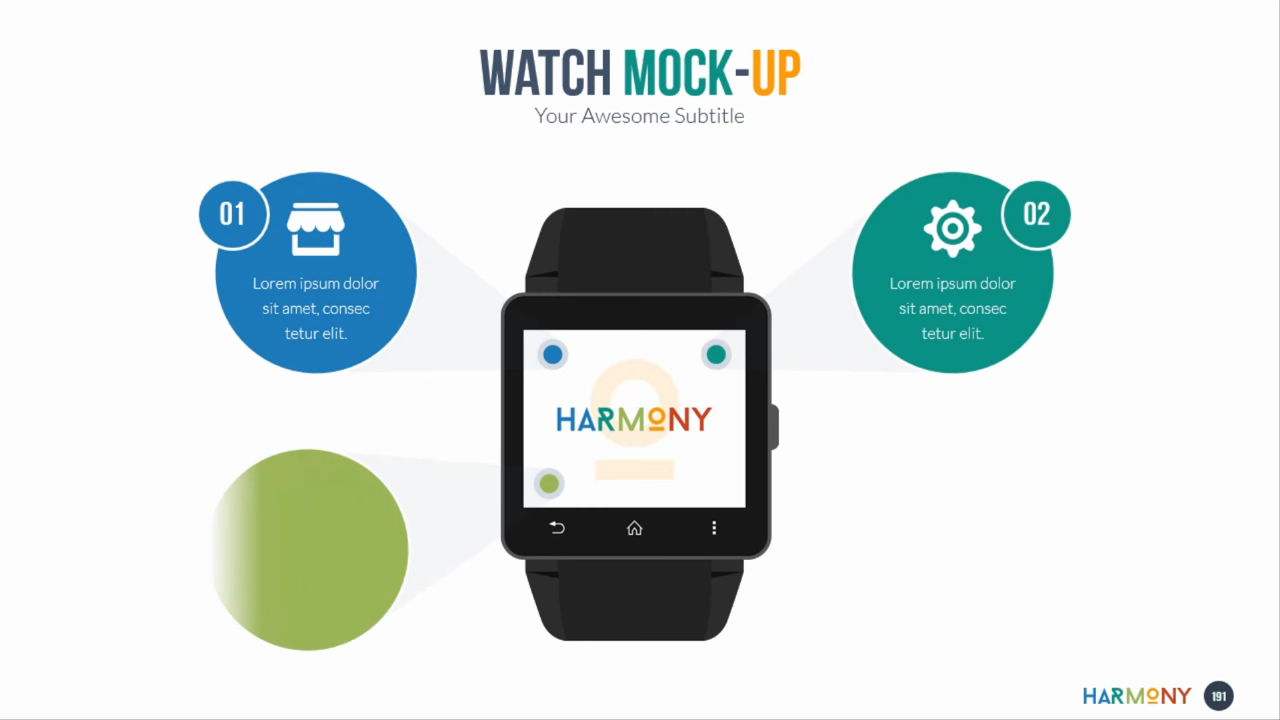 WATCH MOCK-UP
Your Awesome Subtitle
01
Lorem ipsum dolor
sit amet, consec
tetur elit.
02
Lorem ipsum dolor
sit amet, consec
tetur elit.
HARMONY
HARMONY
191